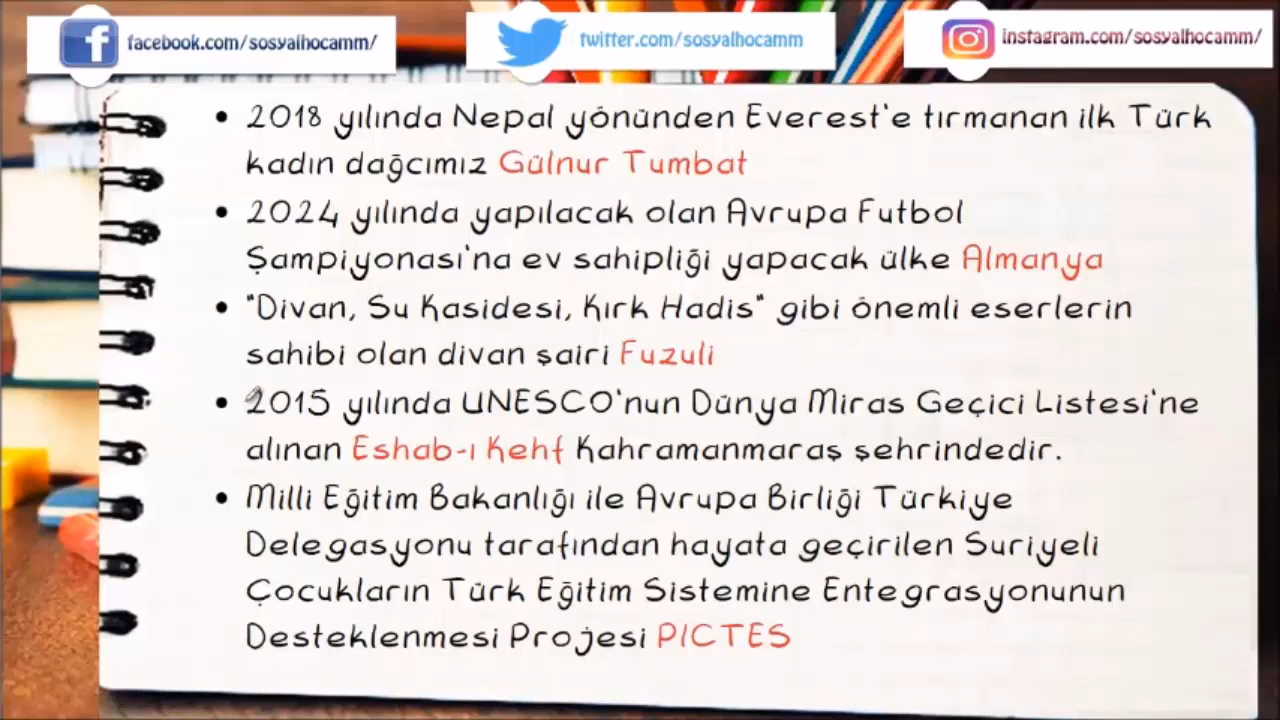 facebook.com/sosyalhocamm/
twitter.com/sosyalhocamm
instagram.com/sosyalhocamm/
• 2018 yılında Nepal yönünden Everest'e tırmanan ilk Türk
kadın dağcımız Gülnur Tumbat
• 2024 yılında yapılacak olan Avrupa Futbol
Şampiyonası'na ev sahipliği yapacak ülke Almanya
• "Divan, Su Kasidesi, Kırk Hadis" gibi önemli eserlerin
sahibi olan divan şairi Fuzuli
• 2015 yılında UNESCO'nun Dünya Miras Geçici Listesi'ne
alınan Eshab-ı Kehf Kahramanmaraş şehrindedir.
• Milli Eğitim Bakanlığı ile Avrupa Birliği Türkiye
Delegasyonu tarafından hayata geçirilen Suriyeli
Çocukların Türk Eğitim Sistemine Entegrasyonunun
Desteklenmesi Projesi PICTES